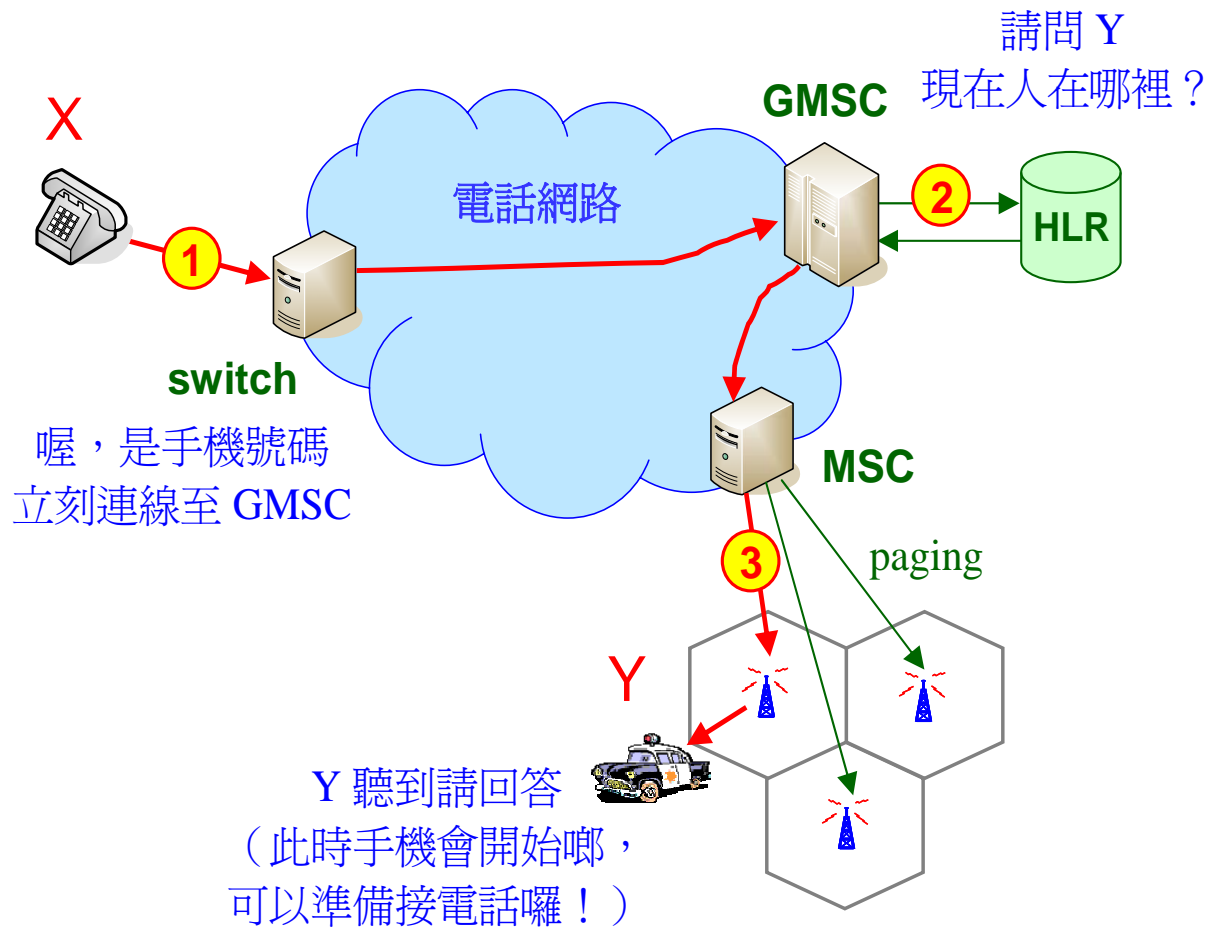 請問 Y
現在人在哪裡？
GMSC
X
電話網路
2
HLR
1
switch
喔，是手機號碼
立刻連線至 GMSC
MSC
3
paging
Y
Y 聽到請回答
（此時手機會開始啷，
可以準備接電話囉！）